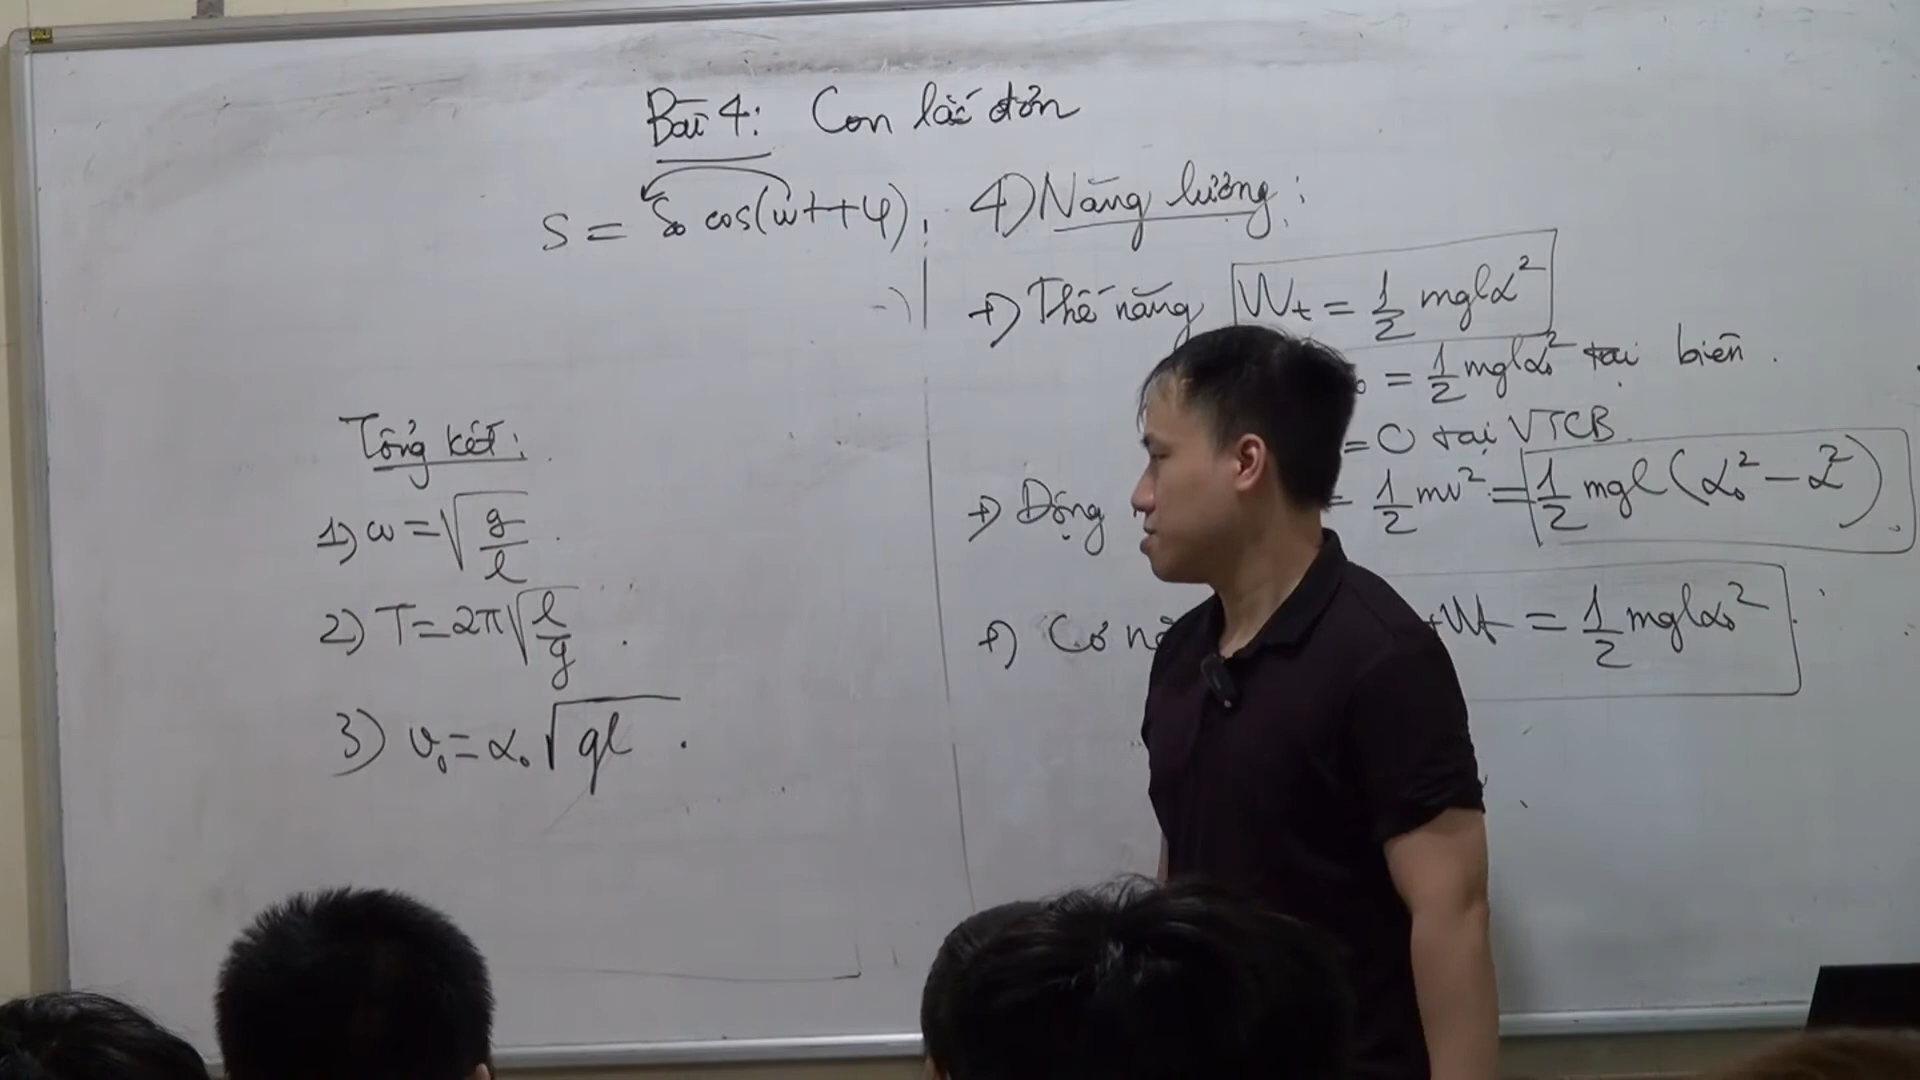 Bài 4: Con lắc đơn
S = S₀ cos(ωt + φ)
Tổng kết:
1) ω = √(g/l)
2) T = 2π√(l/g)
3) v₀ = α₀√(gl)
4) Năng lượng:
+) Thế năng Wt = 1/2 mglα²
= 1/2 mglα₀² tại biên.
= 0 tại VTCB
+) Động = 1/2 mv² = 1/2 mgl(α₀² - α²)
+) Cơ + Wt = 1/2 mglα₀²